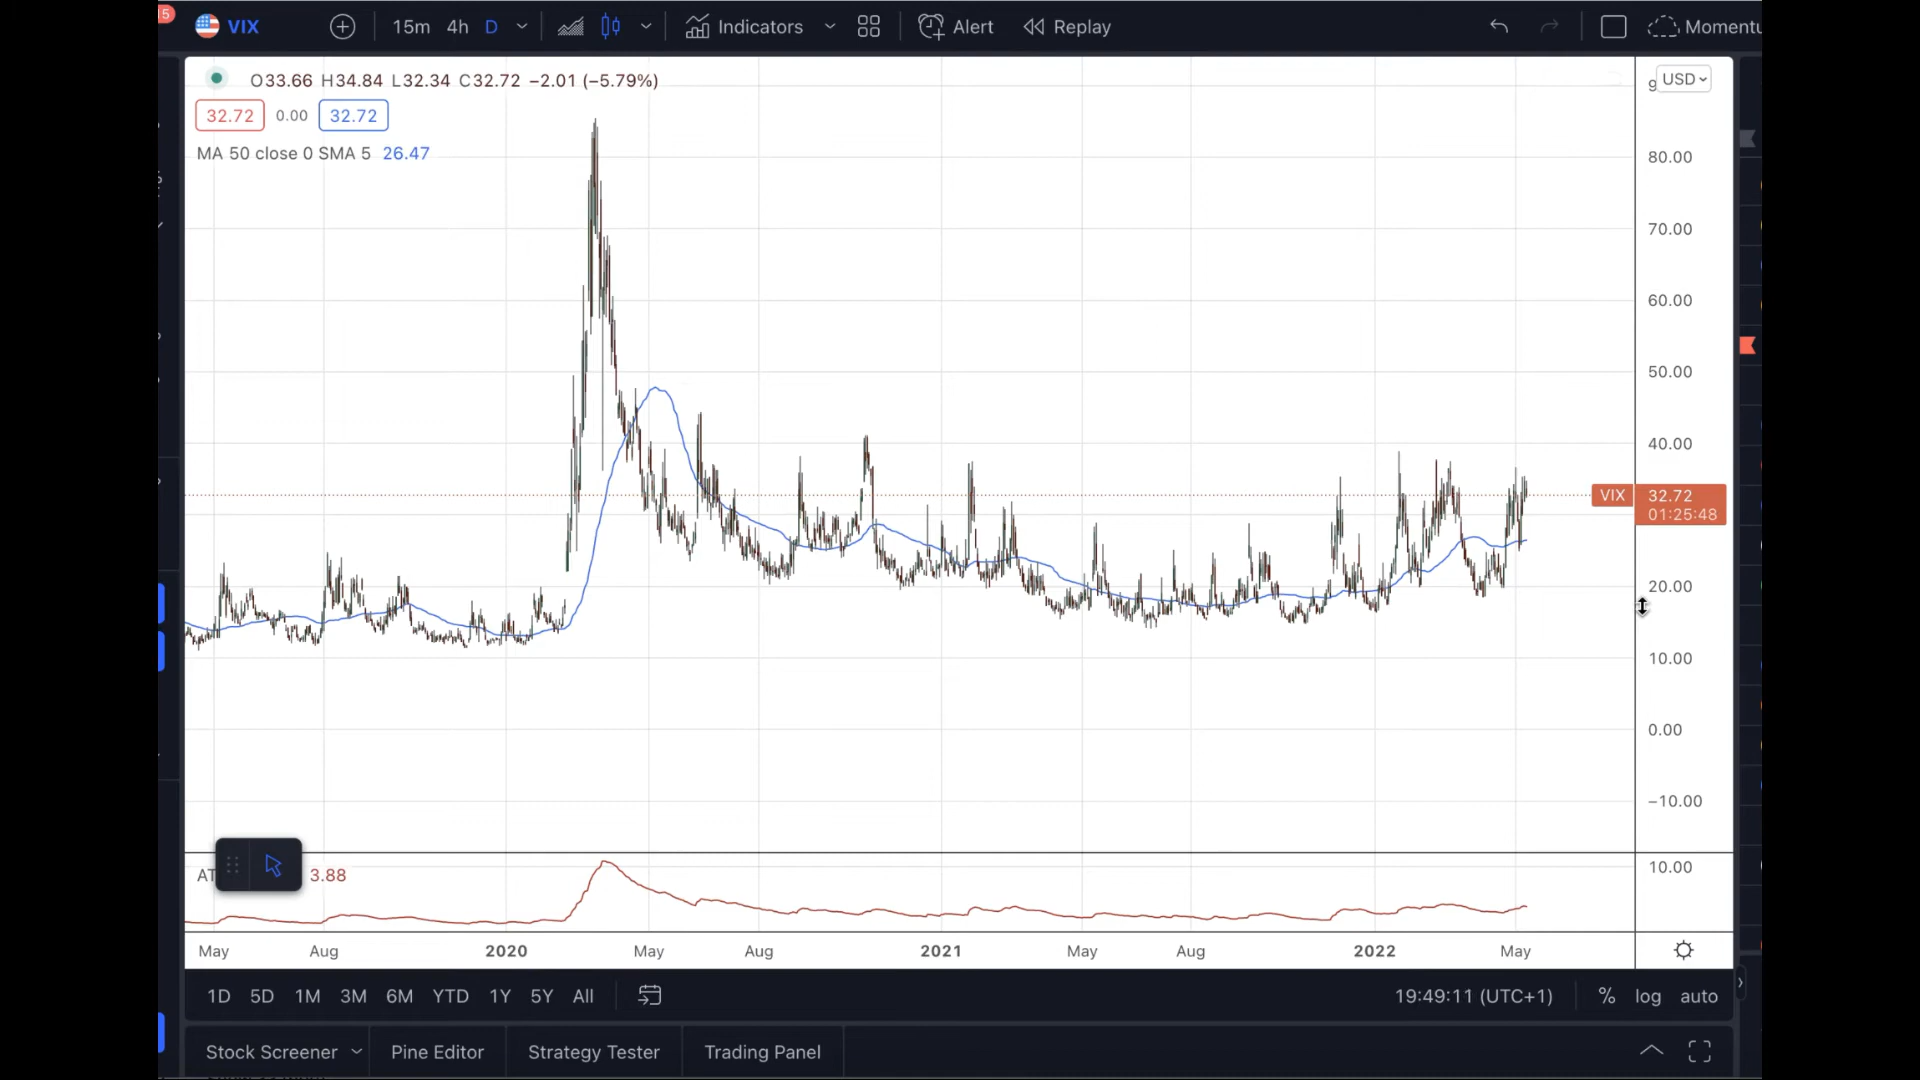 5
VIX 15m 4h D Indicators Alert Replay Momentu
O33.66 H34.84 L32.34 C32.72 −2.01 (−5.79%)
32.72 0.00 32.72
MA 50 close 0 SMA 5 26.47
USD
80.00
70.00
60.00
50.00
40.00
VIX 32.72
01:25:48
20.00
10.00
0.00
−10.00
AT 3.88
10.00
May Aug 2020 May Aug 2021 May Aug 2022 May
1D 5D 1M 3M 6M YTD 1Y 5Y All 19:49:11 (UTC+1) % log auto
Stock Screener Pine Editor Strategy Tester Trading Panel